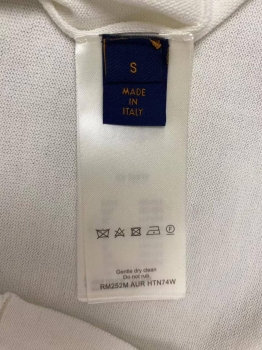 S
MADE
IN
ITALY
Gentle dry clean
Do not rub
RM252M AUR HTN74W